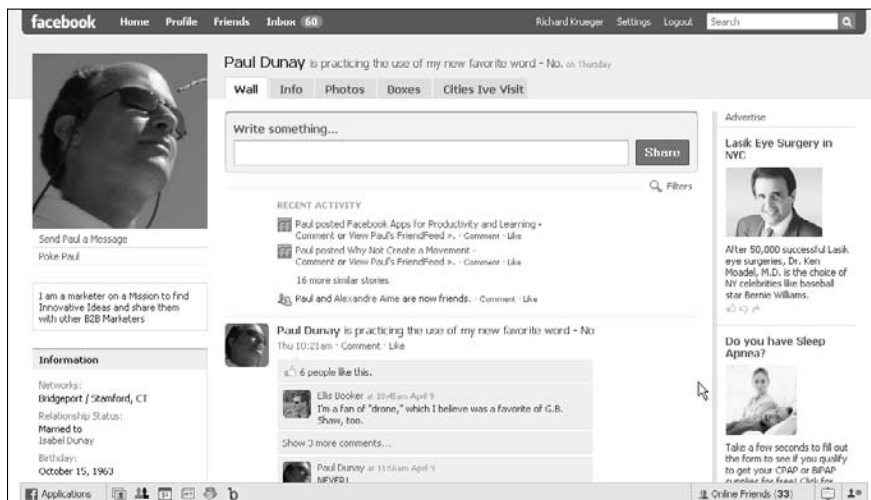 facebook Home Profile Friends Inbox 60 Richard Krueger Settings Logout Search
Paul Dunay is practicing the use of my new favorite word - No. on Thursday
Wall Info Photos Boxes Cities Ive Visit
Write something...
Share
Filters
RECENT ACTIVITY
Paul posted Facebook Apps for Productivity and Learning -
Comment or View Paul's FriendFeed ». · Comment · Like
Paul posted Why Not Create a Movement -
Comment or View Paul's FriendFeed ». · Comment · Like
16 more similar stories
Paul and Alexandre Aime are now friends. · Comment · Like
Paul Dunay is practicing the use of my new favorite word - No
Thu 10:21am · Comment · Like
6 people like this.
Ellis Booker at 10:45am April 9
I'm a fan of "drone," which I believe was a favorite of G.B.
Shaw, too.
Show 3 more comments...
Paul Dunay at 11:56am April 9
NEVER!
Send Paul a Message
Poke Paul
I am a marketer on a Mission to find
Innovative Ideas and share them
with other B2B Marketers
Information
Networks:
Bridgeport / Stamford, CT
Relationship Status:
Married to
Isabel Dunay
Birthday:
October 15, 1963
Advertise
Lasik Eye Surgery in
NYC
After 50,000 successful Lasik
eye surgeries, Dr. Ken
Moadel, M.D. is the choice of
NY celebrities like baseball
star Bernie Williams.
Do you have Sleep
Apnea?
Take a few seconds to fill out
the form to see if you qualify
to get your CPAP or BiPAP
supplies for free! Click for
Applications
Online Friends (33)